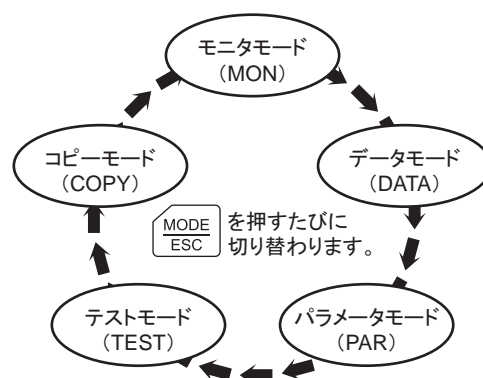 モニタモード
(MON)
コピーモード
(COPY)
データモード
(DATA)
MODE
ESC
を押すたびに
切り替わります。
テストモード
(TEST)
パラメータモード
(PAR)